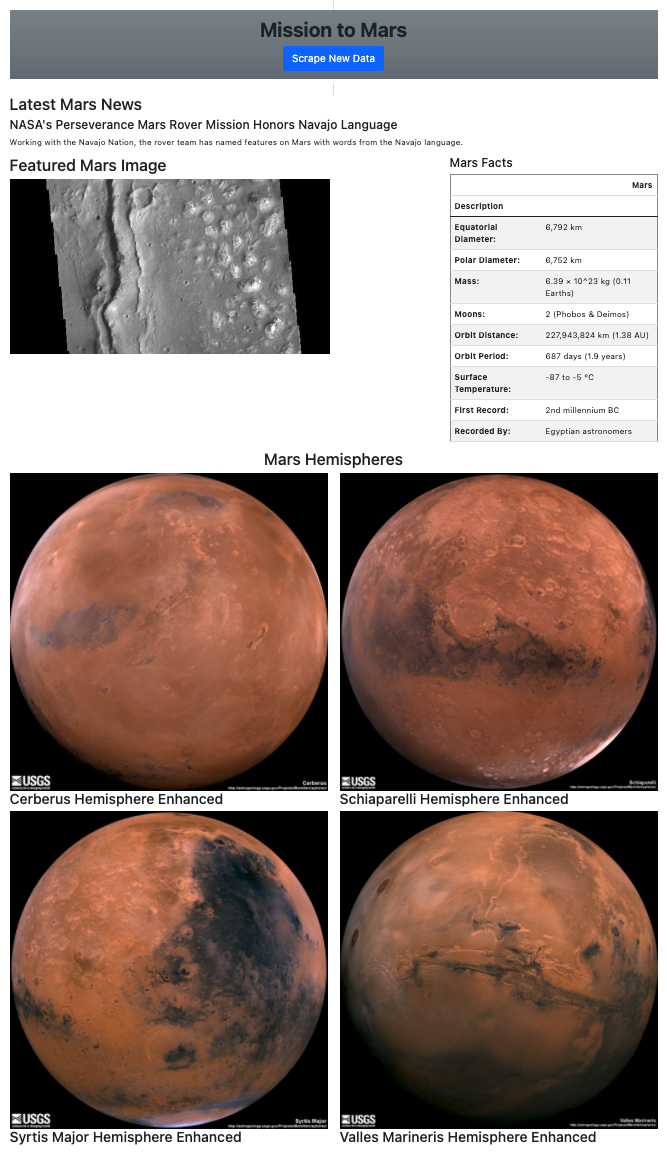 Mission to Mars
Scrape New Data
Latest Mars News
NASA's Perseverance Mars Rover Mission Honors Navajo Language
Working with the Navajo Nation, the rover team has named features on Mars with words from the Navajo language.
Featured Mars Image
Mars Facts
Mars
Description
Equatorial Diameter: 6,792 km
Polar Diameter: 6,752 km
Mass: 6.39 × 10^23 kg (0.11 Earths)
Moons: 2 (Phobos & Deimos)
Orbit Distance: 227,943,824 km (1.38 AU)
Orbit Period: 687 days (1.9 years)
Surface Temperature: -87 to -5 °C
First Record: 2nd millennium BC
Recorded By: Egyptian astronomers
Mars Hemispheres
USGS
Cerberus
USGS
Schiaparelli
Cerberus Hemisphere Enhanced
Schiaparelli Hemisphere Enhanced
USGS
Syrtis Major
USGS
Valles Marineris
Syrtis Major Hemisphere Enhanced
Valles Marineris Hemisphere Enhanced